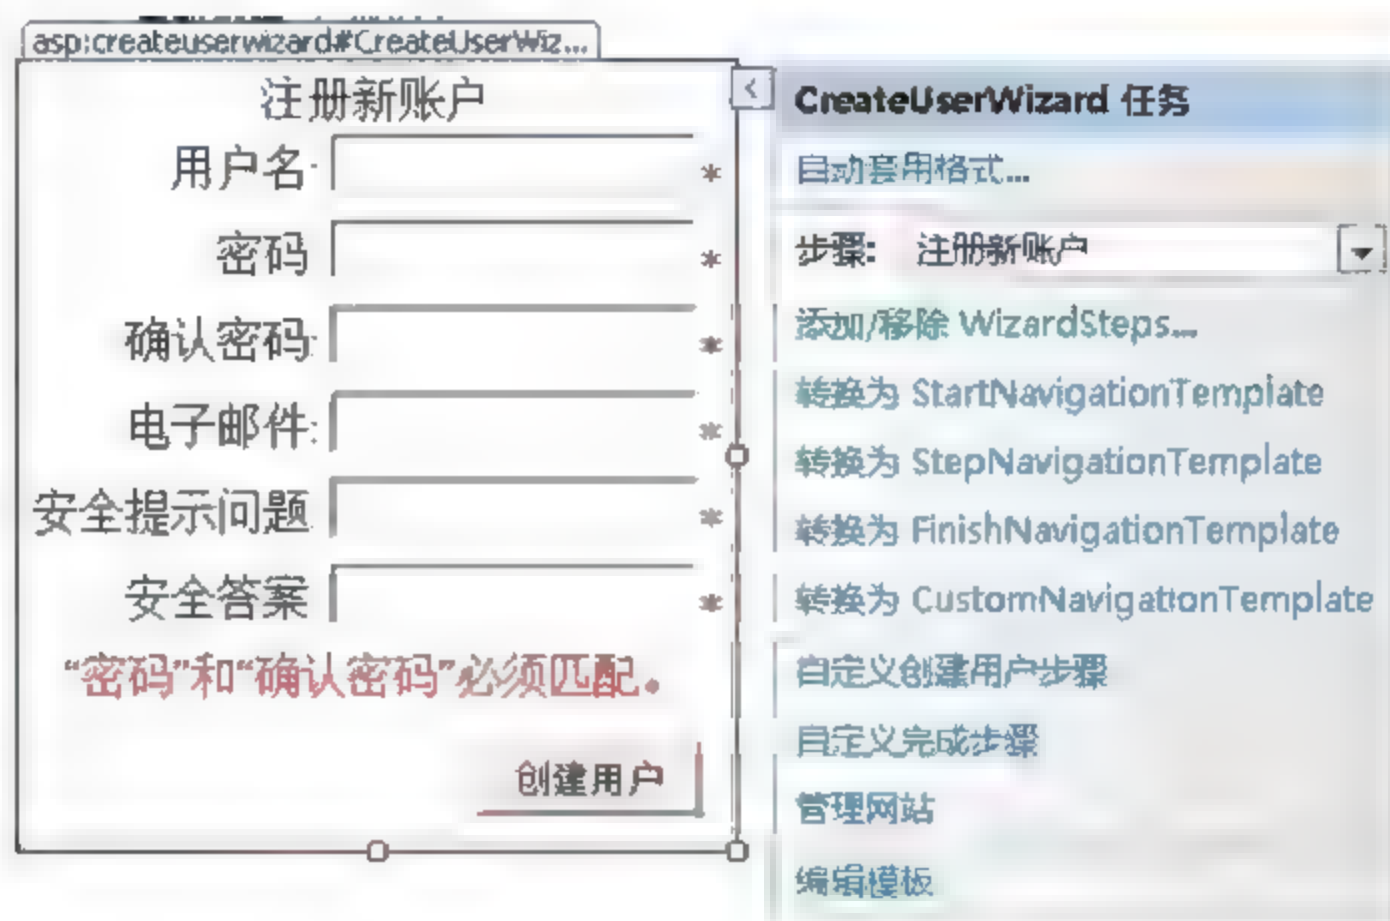 asp:createuserwizard#CreateUserWiz...
注册新账户
用户名:
*
密码
*
确认密码:
*
电子邮件:
*
安全提示问题
*
安全答案
*
“密码”和“确认密码”必须匹配。
创建用户
CreateUserWizard 任务
自动套用格式...
步骤: 注册新账户
添加/移除 WizardSteps...
转换为 StartNavigationTemplate
转换为 StepNavigationTemplate
转换为 FinishNavigationTemplate
转换为 CustomNavigationTemplate
自定义创建用户步骤
自定义完成步骤
管理网站
编辑模板